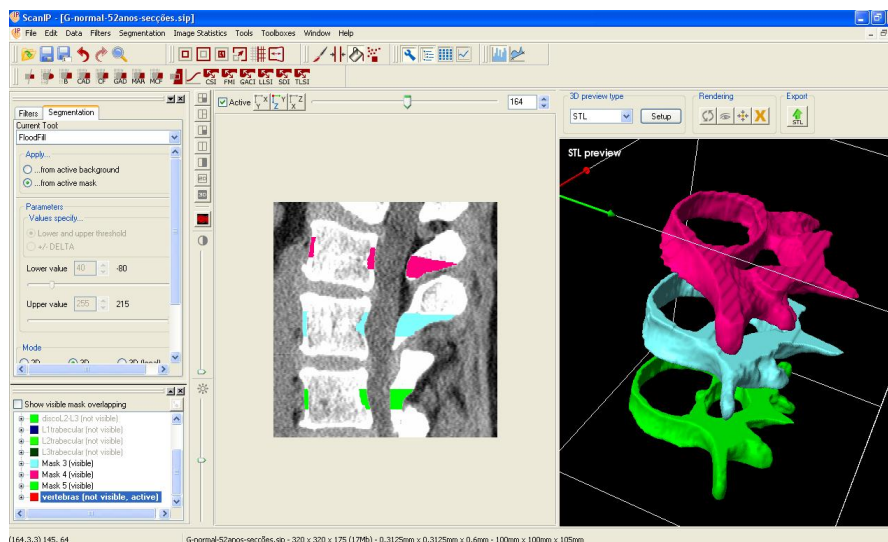 ScanIP - [G-normal-52anos-secções.sip]
File Edit Data Filters Segmentation Image Statistics Tools Toolboxes Window Help
B CAD CF GAD MAR MCF CSI FMI GACI LLSI SDI TLSI
Filters Segmentation
Current Tool:
FloodFill
Apply...
...from active background
...from active mask
Parameters
Values specify...
Lower and upper threshold
+/- DELTA
Lower value 40 -80
Upper value 255 215
Mode
2D 3D 3D (local)
Show visible mask overlapping
discoL2-L3 (not visible)
L1trabecular (not visible)
L2trabecular (not visible)
L3trabecular (not visible)
Mask 3 (visible)
Mask 4 (visible)
Mask 5 (visible)
vertebras (not visible, active)
Active 164
3D preview type
STL Setup
Rendering
Export
STL
STL preview
(164,3,3) 145, 64
G-normal-52anos-secções.sip - 320 x 320 x 175 (17Mb) - 0.3125mm x 0.3125mm x 0.6mm - 100mm x 100mm x 105mm